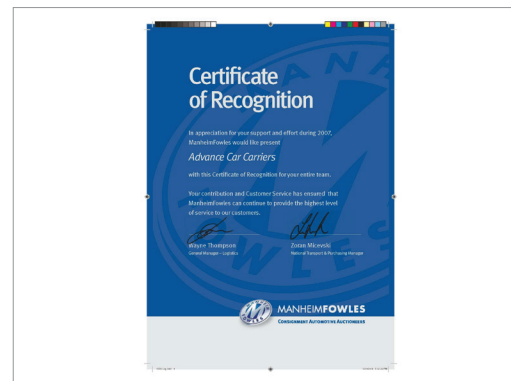 Certificate
of Recognition
In appreciation for your support and effort during 2007,
ManheimFowles would like present
Advance Car Carriers
with this Certificate of Recognition for your entire team.
Your contribution and Customer Service has ensured that
ManheimFowles can continue to provide the highest level
of service to our customers.
Wayne Thompson
General Manager – Logistics
Zoran Micevski
National Transport & Purchasing Manager
MANHEIMFOWLES
CONSIGNMENT AUTOMOTIVE AUCTIONEERS